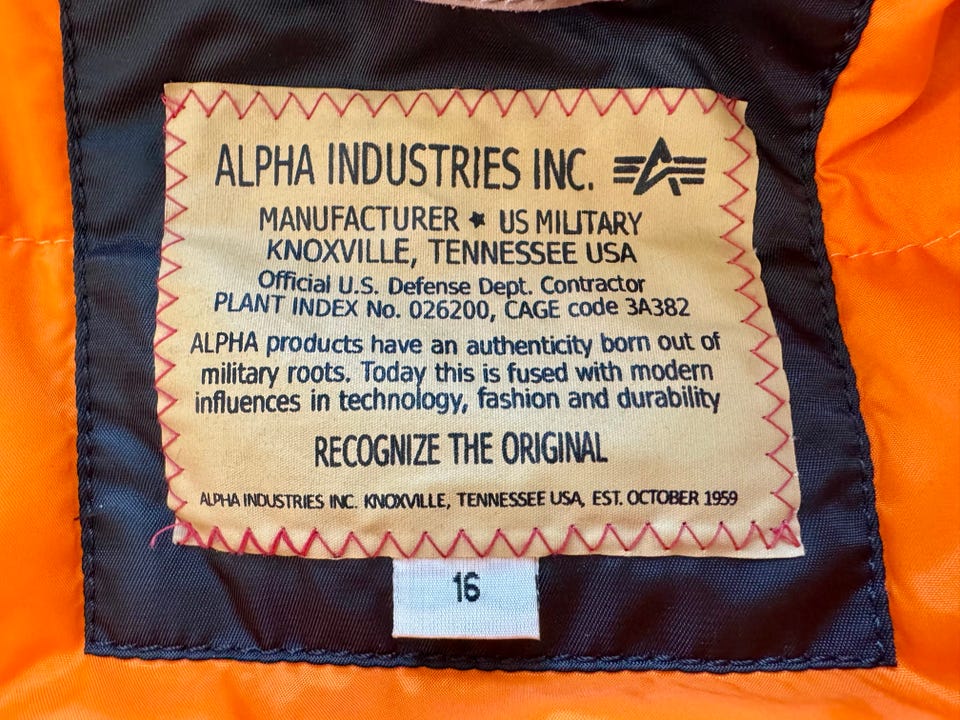 ALPHA INDUSTRIES INC.
MANUFACTURER ★ US MILITARY
KNOXVILLE, TENNESSEE USA
Official U.S. Defense Dept. Contractor
PLANT INDEX No. 026200, CAGE code 3A382
ALPHA products have an authenticity born out of
military roots. Today this is fused with modern
influences in technology, fashion and durability
RECOGNIZE THE ORIGINAL
ALPHA INDUSTRIES INC. KNOXVILLE, TENNESSEE USA, EST. OCTOBER 1959
16